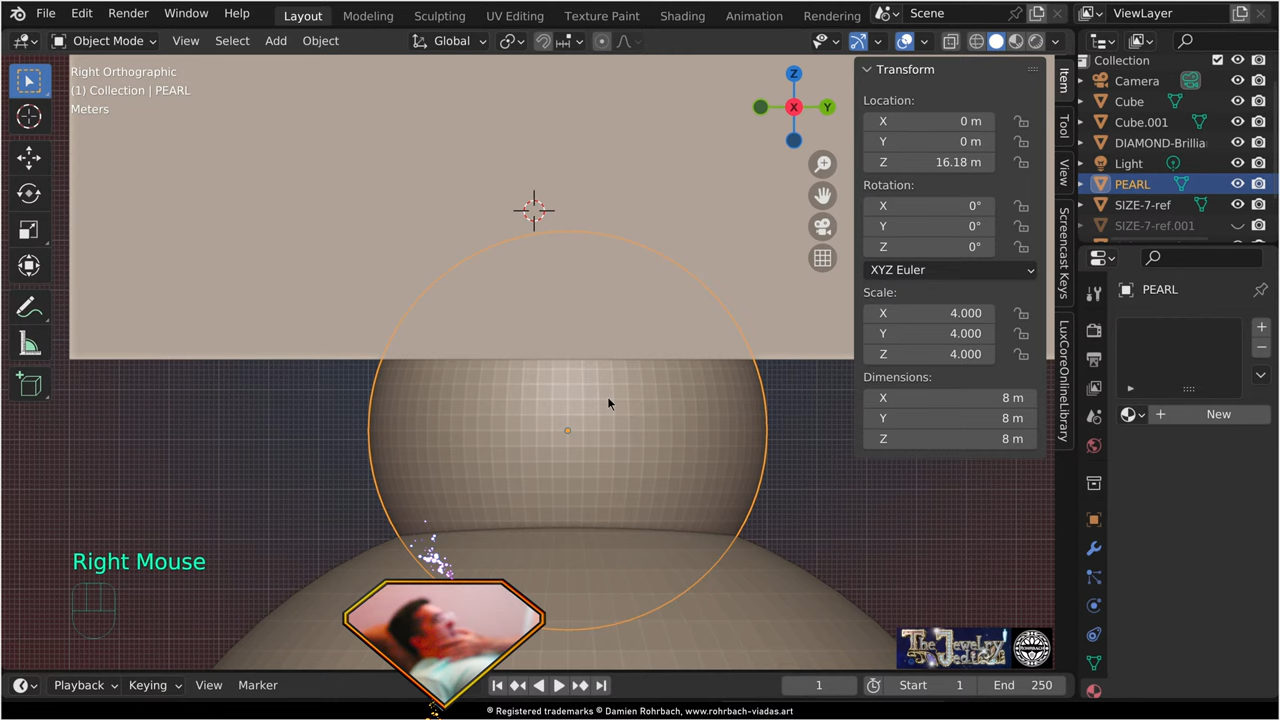 File Edit Render Window Help Layout Modeling Sculpting UV Editing Texture Paint Shading Animation Rendering Scene ViewLayer
Object Mode View Select Add Object Global
Right Orthographic
(1) Collection | PEARL
Meters
Z
X
Y
Transform
Location:
X 0 m
Y 0 m
Z 16.18 m
Rotation:
X 0°
Y 0°
Z 0°
XYZ Euler
Scale:
X 4.000
Y 4.000
Z 4.000
Dimensions:
X 8 m
Y 8 m
Z 8 m
Item
Tool
View
Screencast Keys
LuxCoreOnlineLibrary
Collection
Camera
Cube
Cube.001
DIAMOND-Brillia
Light
PEARL
SIZE-7-ref
SIZE-7-ref.001
PEARL
New
Right Mouse
The Jewelry
ROHRBACH
Playback Keying View Marker 1 Start 1 End 250
® Registered trademarks © Damien Rohrbach, www.rohrbach-viadas.art